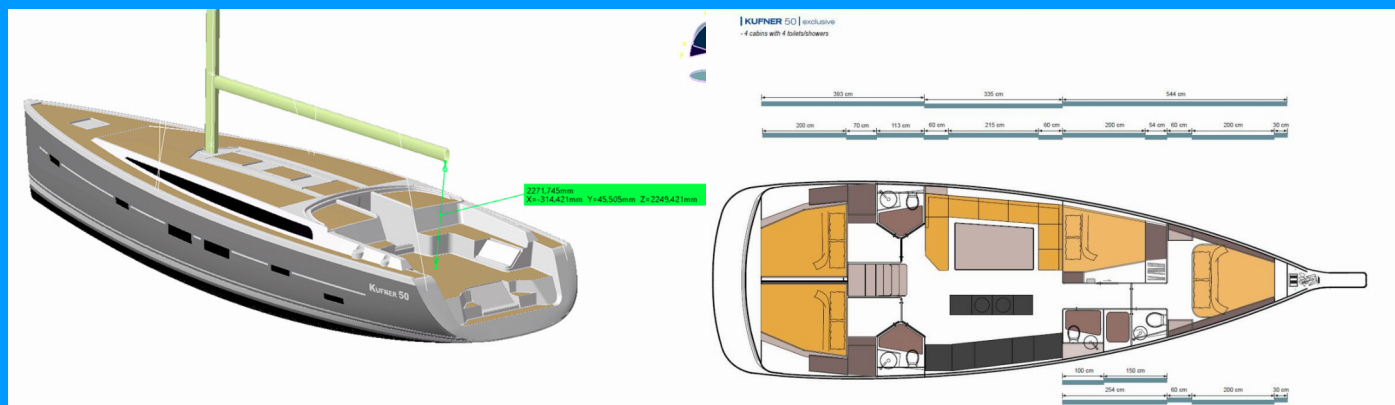 2271,745mm
X=-314,421mm Y=45,505mm Z=2249,421mm
KUFNER 50
| KUFNER 50 | exclusive
- 4 cabins with 4 toilets/showers
393 cm 335 cm 544 cm
200 cm 70 cm 113 cm 60 cm 215 cm 60 cm 200 cm 54 cm 60 cm 200 cm 30 cm
100 cm 150 cm
254 cm 60 cm 200 cm 30 cm